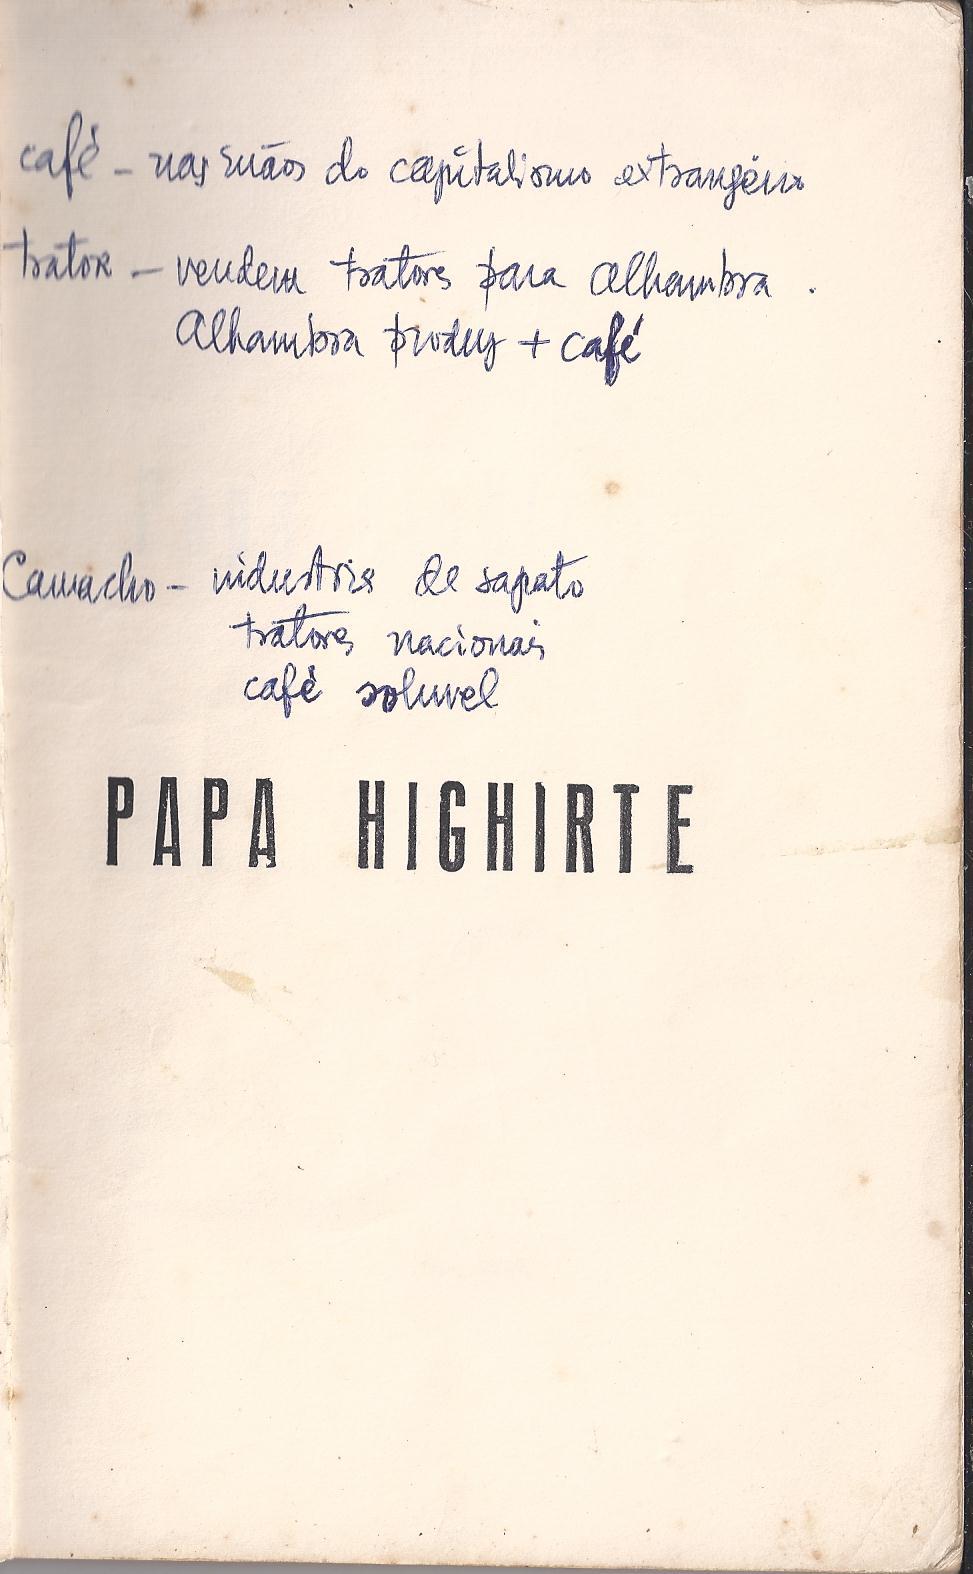 café – nas mãos do capitalismo extrangeiro
trator – vendem tratores para Alhambra.
Alhambra produz + café
Camacho – industria de sapato
tratores nacionais
café soluvel
PAPA HIGHIRTE